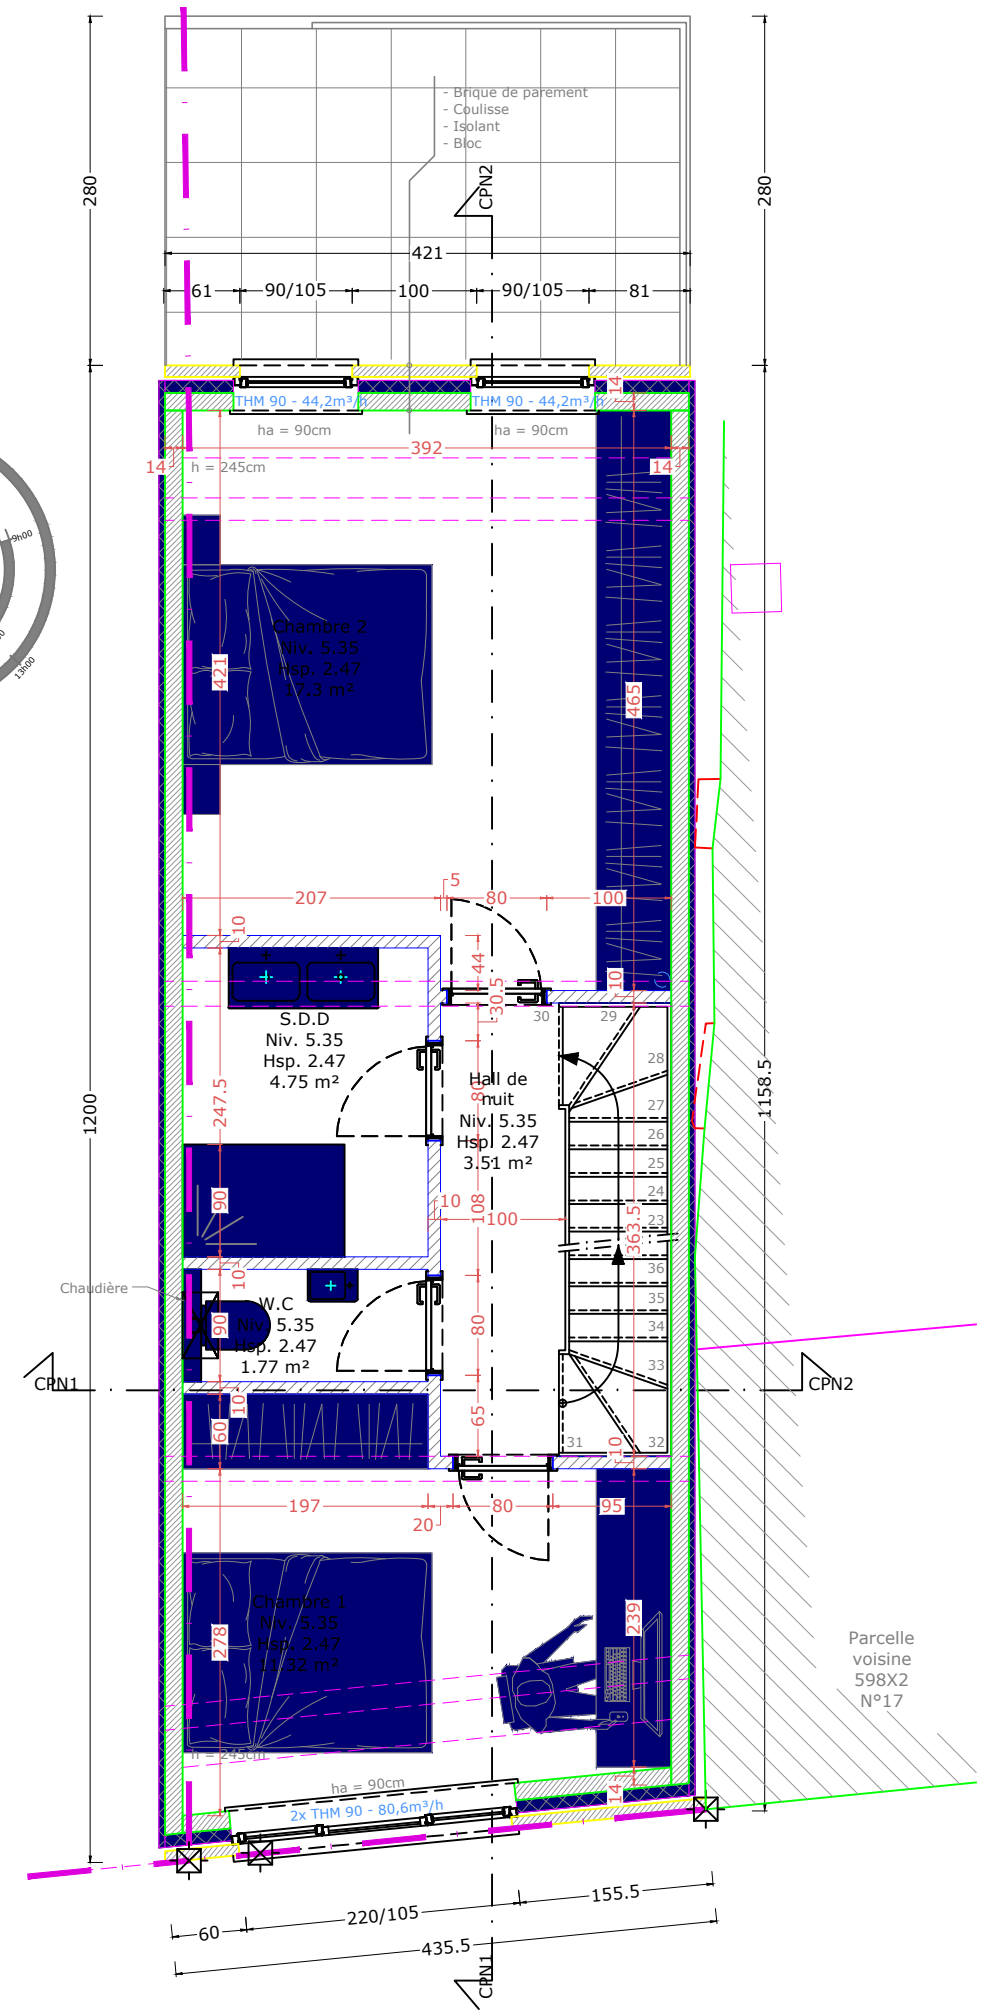 - Brique de parement
- Coulisse
- Isolant
- Bloc
CPN2
280
280
421
61
90/105
100
90/105
81
14
THM 90 - 44,2m³/h
THM 90 - 44,2m³/h
ha = 90cm
ha = 90cm
392
14
h = 245cm
14
9h00
13h00
Chambre 2
Niv. 5.35
Hsp. 2.47
17.3 m²
421
465
5
207
80
100
10
44
10
30.5
S.D.D
Niv. 5.35
Hsp. 2.47
4.75 m²
30
29
28
27
26
25
24
23
Hall de
nuit
Niv. 5.35
Hsp. 2.47
3.51 m²
80
247.5
1200
1158.5
90
10
108
100
363.5
36
35
34
33
32
31
Chaudière
10
W.C
Niv. 5.35
Hsp. 2.47
1.77 m²
90
80
CPN1
CPN2
10
60
65
10
197
20
80
95
Chambre 1
Niv. 5.35
Hsp. 2.47
11.32 m²
278
239
Parcelle
voisine
598X2
N°17
h = 245cm
ha = 90cm
2x THM 90 - 80,6m³/h
14
60
220/105
155.5
435.5
CPN1